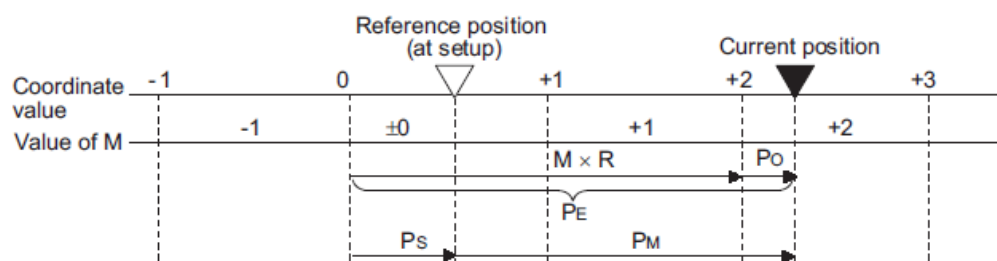 Reference position
(at setup)
Current position
Coordinate
value
-1
0
+1
+2
+3
Value of M
-1
±0
+1
+2
M × R
PO
PE
PS
PM